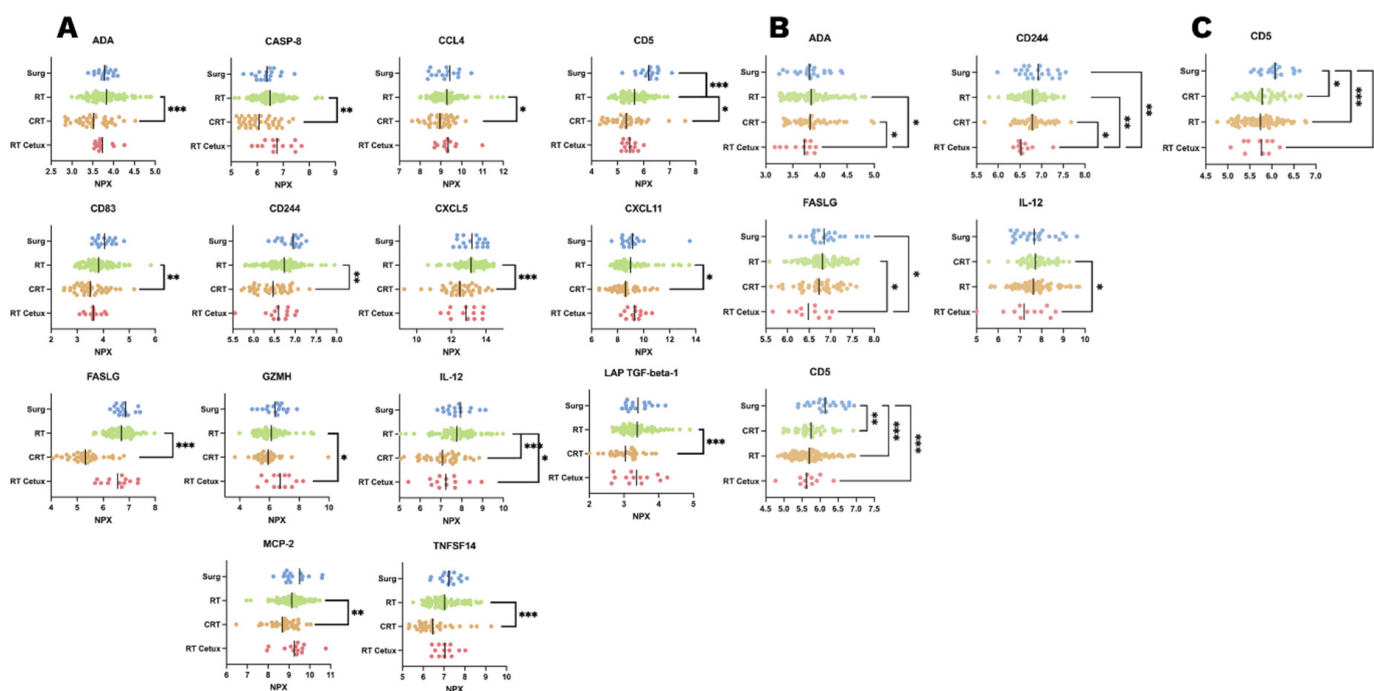 A
B
C
ADA
Surg
RT
CRT
RT Cetux
***
2.5 3.0 3.5 4.0 4.5 5.0
NPX
CASP-8
Surg
RT
CRT
RT Cetux
**
5 6 7 8 9
NPX
CCL4
Surg
RT
CRT
RT Cetux
*
7 8 9 10 11 12
NPX
CD5
Surg
RT
CRT
RT Cetux
***
*
4 5 6 7 8
NPX
ADA
Surg
RT
CRT
RT Cetux
*
*
3.0 3.5 4.0 4.5 5.0
CD244
Surg
RT
CRT
RT Cetux
*
**
**
5.5 6.0 6.5 7.0 7.5 8.0
CD5
Surg
CRT
RT
RT Cetux
*
***
***
4.5 5.0 5.5 6.0 6.5 7.0
CD83
Surg
RT
CRT
RT Cetux
**
2 3 4 5 6
NPX
CD244
Surg
RT
CRT
RT Cetux
**
5.5 6.0 6.5 7.0 7.5 8.0
NPX
CXCL5
Surg
RT
CRT
RT Cetux
***
10 12 14
NPX
CXCL11
Surg
RT
CRT
RT Cetux
*
6 8 10 12 14
NPX
FASLG
Surg
RT
CRT
RT Cetux
*
*
5.5 6.0 6.5 7.0 7.5 8.0
IL-12
Surg
CRT
RT
RT Cetux
*
5 6 7 8 9 10
FASLG
Surg
RT
CRT
RT Cetux
***
4 5 6 7 8
NPX
GZMH
Surg
RT
CRT
RT Cetux
*
4 6 8 10
NPX
IL-12
Surg
RT
CRT
RT Cetux
***
*
5 6 7 8 9 10
NPX
LAP TGF-beta-1
Surg
RT
CRT
RT Cetux
***
2 3 4 5
NPX
CD5
Surg
CRT
RT
RT Cetux
**
***
***
4.5 5.0 5.5 6.0 6.5 7.0 7.5
MCP-2
Surg
RT
CRT
RT Cetux
**
6 7 8 9 10 11
NPX
TNFSF14
Surg
RT
CRT
RT Cetux
***
5 6 7 8 9 10
NPX